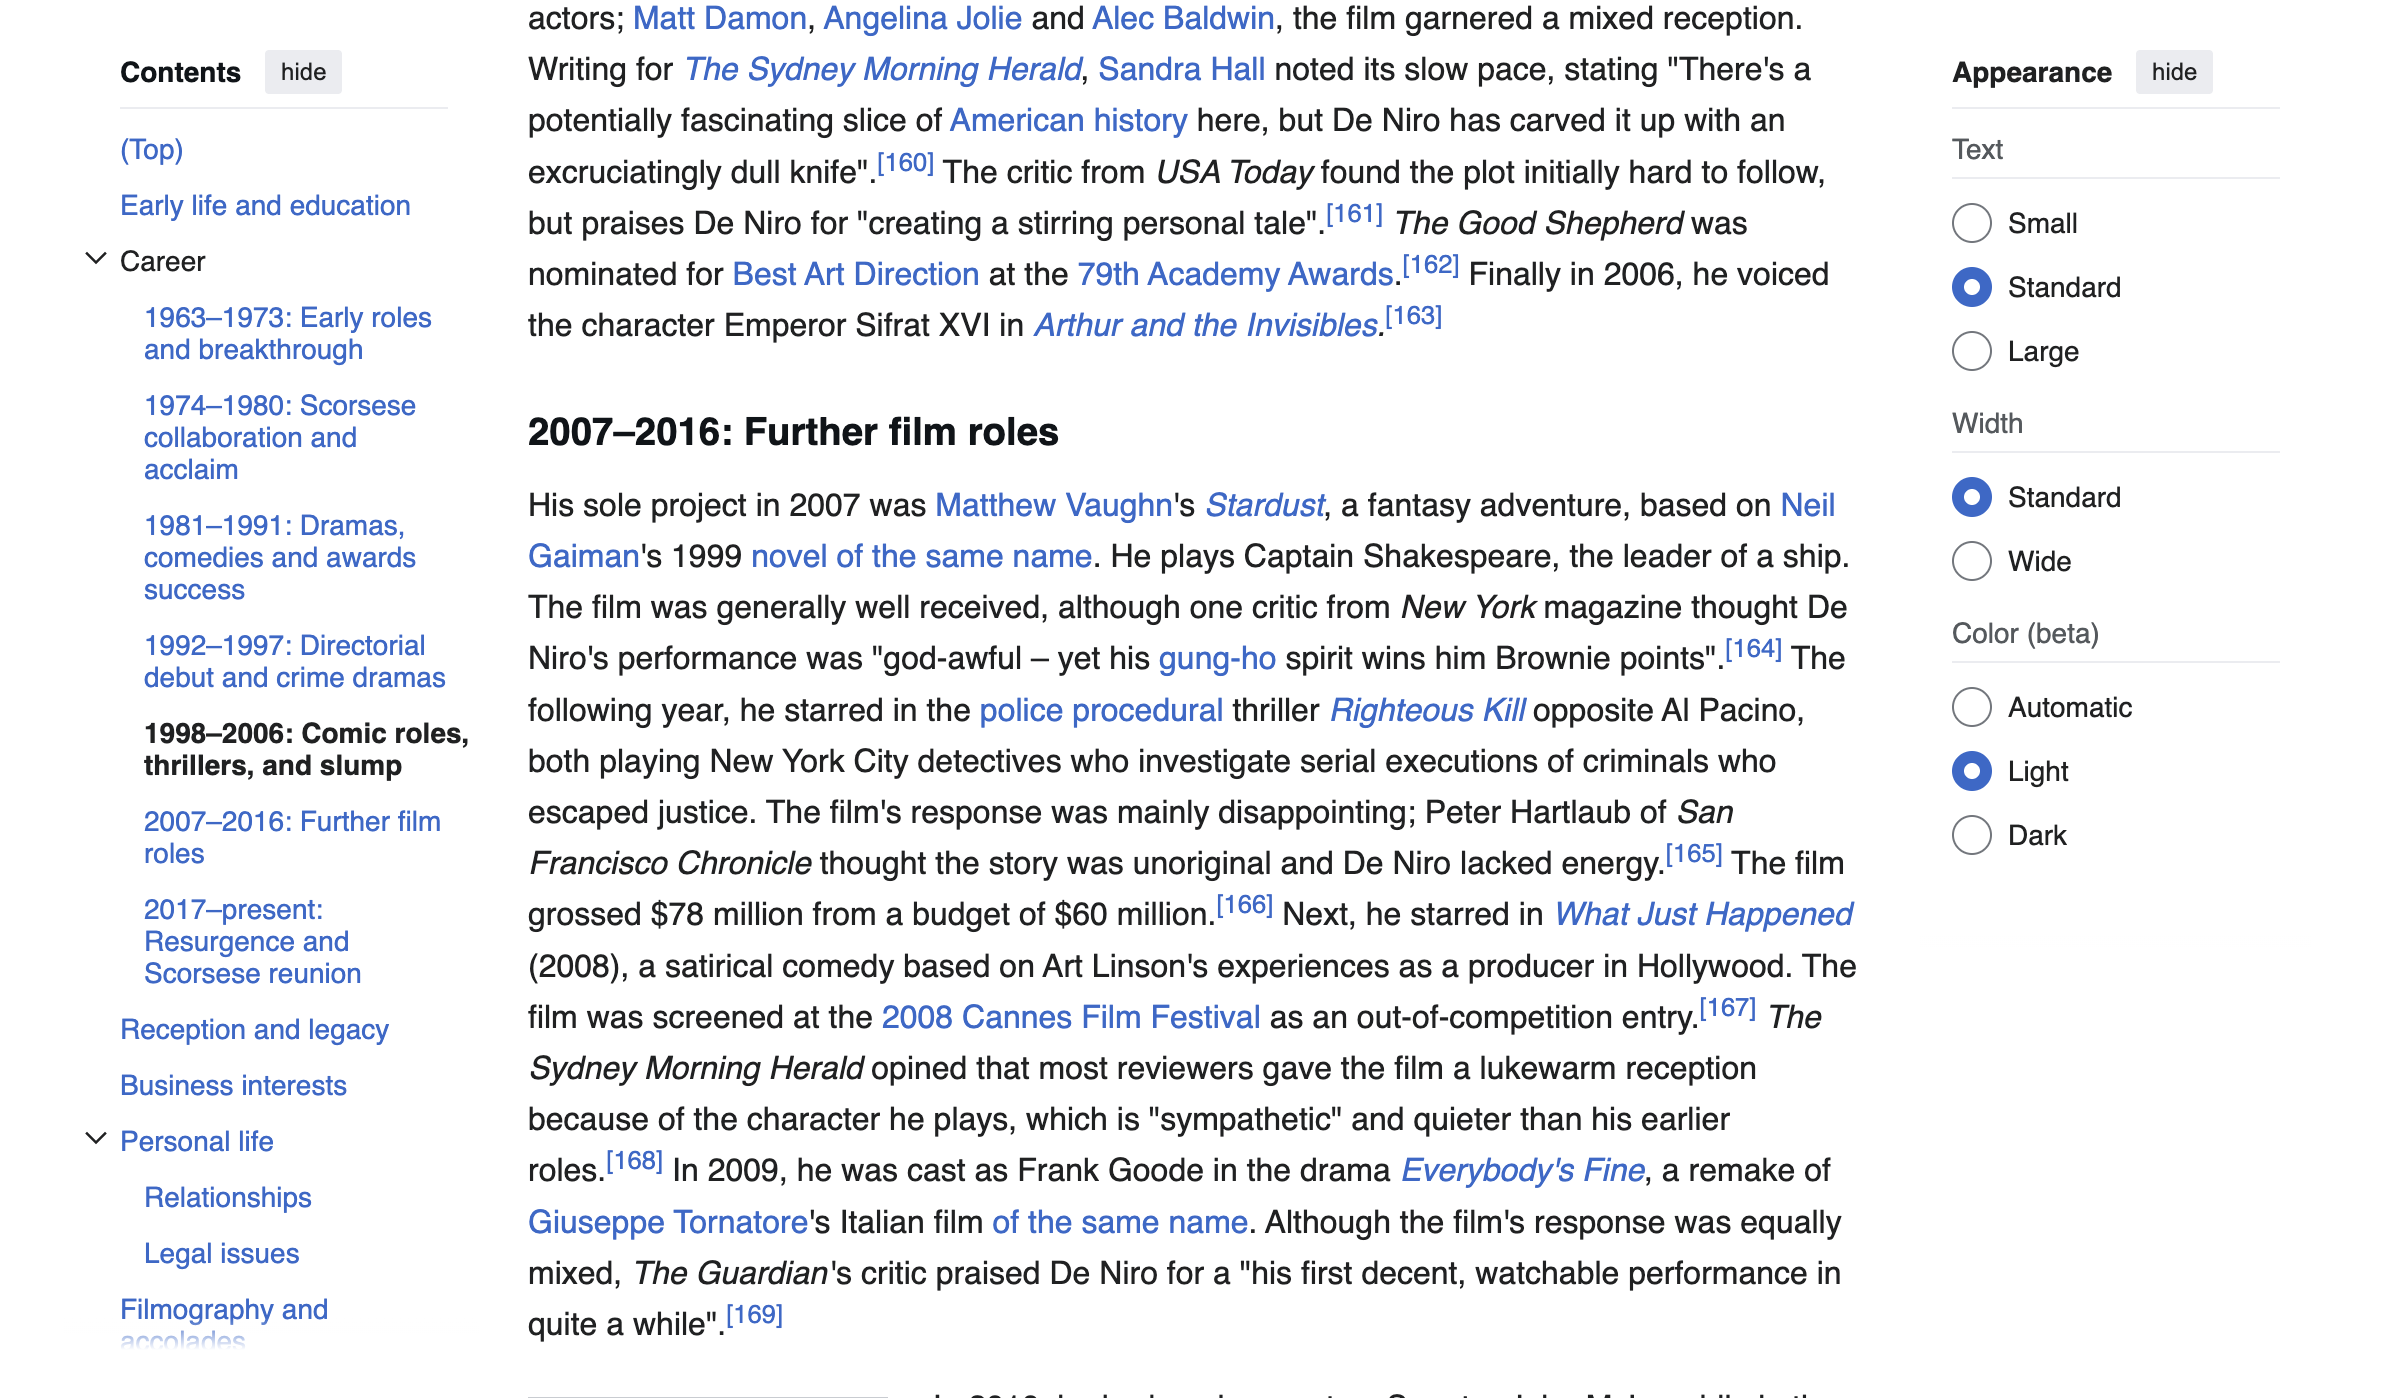 Contents hide
(Top)
Early life and education
Career
1963–1973: Early roles
and breakthrough
1974–1980: Scorsese
collaboration and
acclaim
1981–1991: Dramas,
comedies and awards
success
1992–1997: Directorial
debut and crime dramas
1998–2006: Comic roles,
thrillers, and slump
2007–2016: Further film
roles
2017–present:
Resurgence and
Scorsese reunion
Reception and legacy
Business interests
Personal life
Relationships
Legal issues
Filmography and
accolades
actors; Matt Damon, Angelina Jolie and Alec Baldwin, the film garnered a mixed reception.
Writing for The Sydney Morning Herald, Sandra Hall noted its slow pace, stating "There's a
potentially fascinating slice of American history here, but De Niro has carved it up with an
excruciatingly dull knife".[160] The critic from USA Today found the plot initially hard to follow,
but praises De Niro for "creating a stirring personal tale".[161] The Good Shepherd was
nominated for Best Art Direction at the 79th Academy Awards.[162] Finally in 2006, he voiced
the character Emperor Sifrat XVI in Arthur and the Invisibles.[163]
2007–2016: Further film roles
His sole project in 2007 was Matthew Vaughn's Stardust, a fantasy adventure, based on Neil
Gaiman's 1999 novel of the same name. He plays Captain Shakespeare, the leader of a ship.
The film was generally well received, although one critic from New York magazine thought De
Niro's performance was "god-awful – yet his gung-ho spirit wins him Brownie points".[164] The
following year, he starred in the police procedural thriller Righteous Kill opposite Al Pacino,
both playing New York City detectives who investigate serial executions of criminals who
escaped justice. The film's response was mainly disappointing; Peter Hartlaub of San
Francisco Chronicle thought the story was unoriginal and De Niro lacked energy.[165] The film
grossed $78 million from a budget of $60 million.[166] Next, he starred in What Just Happened
(2008), a satirical comedy based on Art Linson's experiences as a producer in Hollywood. The
film was screened at the 2008 Cannes Film Festival as an out-of-competition entry.[167] The
Sydney Morning Herald opined that most reviewers gave the film a lukewarm reception
because of the character he plays, which is "sympathetic" and quieter than his earlier
roles.[168] In 2009, he was cast as Frank Goode in the drama Everybody's Fine, a remake of
Giuseppe Tornatore's Italian film of the same name. Although the film's response was equally
mixed, The Guardian's critic praised De Niro for a "his first decent, watchable performance in
quite a while".[169]
Appearance hide
Text
Small
Standard
Large
Width
Standard
Wide
Color (beta)
Automatic
Light
Dark